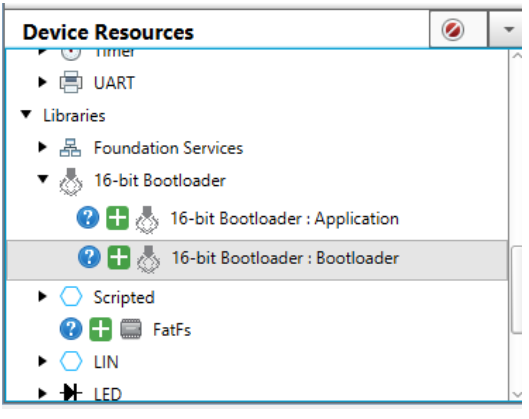 Device Resources
Timer
UART
Libraries
Foundation Services
16-bit Bootloader
16-bit Bootloader : Application
16-bit Bootloader : Bootloader
Scripted
FatFs
LIN
LED